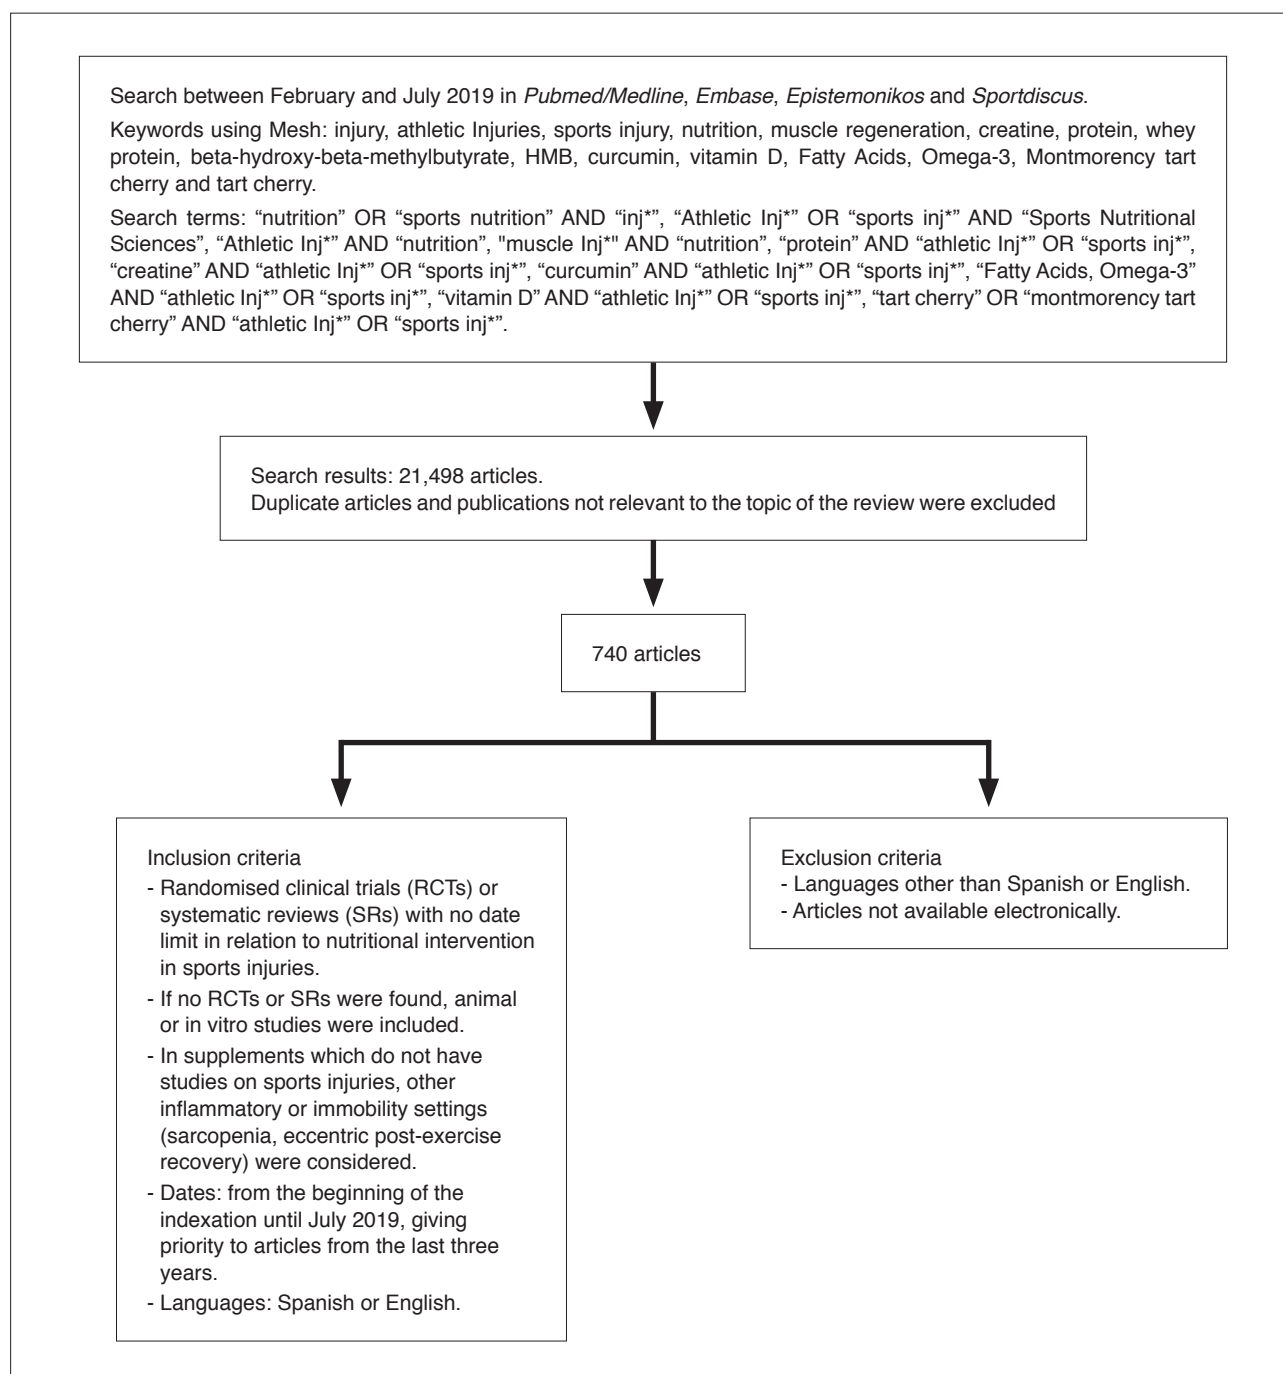 Search between February and July 2019 in Pubmed/Medline, Embase, Epistemonikos and Sportdiscus.
Keywords using Mesh: injury, athletic Injuries, sports injury, nutrition, muscle regeneration, creatine, protein, whey
protein, beta-hydroxy-beta-methylbutyrate, HMB, curcumin, vitamin D, Fatty Acids, Omega-3, Montmorency tart
cherry and tart cherry.
Search terms: “nutrition” OR “sports nutrition” AND “inj*”, “Athletic Inj*” OR “sports inj*” AND “Sports Nutritional
Sciences”, “Athletic Inj*” AND “nutrition”, "muscle Inj*" AND “nutrition”, “protein” AND “athletic Inj*” OR “sports inj*”,
“creatine” AND “athletic Inj*” OR “sports inj*”, “curcumin” AND “athletic Inj*” OR “sports inj*”, “Fatty Acids, Omega-3”
AND “athletic Inj*” OR “sports inj*”, “vitamin D” AND “athletic Inj*” OR “sports inj*”, “tart cherry” OR “montmorency tart
cherry” AND “athletic Inj*” OR “sports inj*”.
Search results: 21,498 articles.
Duplicate articles and publications not relevant to the topic of the review were excluded
740 articles
Inclusion criteria
- Randomised clinical trials (RCTs) or
systematic reviews (SRs) with no date
limit in relation to nutritional intervention
in sports injuries.
- If no RCTs or SRs were found, animal
or in vitro studies were included.
- In supplements which do not have
studies on sports injuries, other
inflammatory or immobility settings
(sarcopenia, eccentric post-exercise
recovery) were considered.
- Dates: from the beginning of the
indexation until July 2019, giving
priority to articles from the last three
years.
- Languages: Spanish or English.
Exclusion criteria
- Languages other than Spanish or English.
- Articles not available electronically.